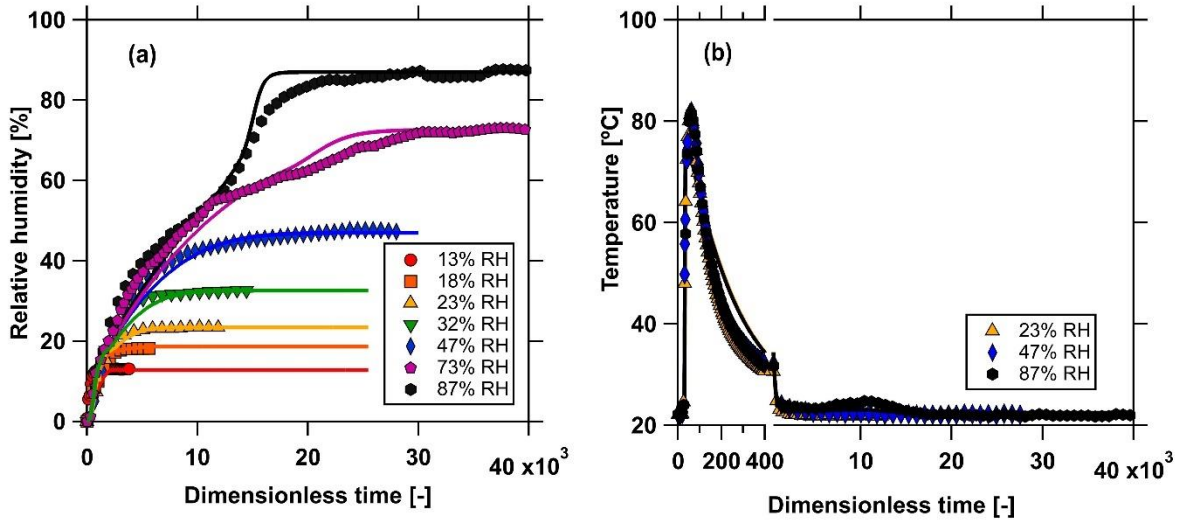 (a)
Relative humidity [%]
100
80
60
40
20
0
0
10
20
30
40 x10³
Dimensionless time [-]
13% RH
18% RH
23% RH
32% RH
47% RH
73% RH
87% RH
(b)
Temperature [ºC]
100
80
60
40
20
0
200
400
10
20
30
40 x10³
Dimensionless time [-]
23% RH
47% RH
87% RH